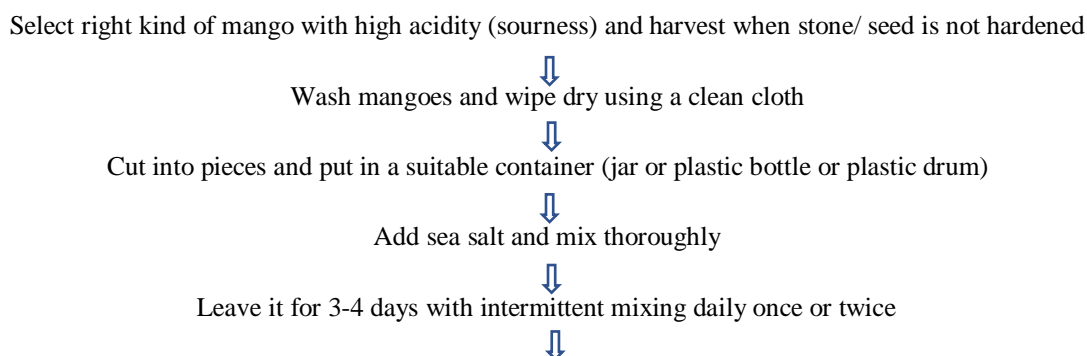 Select right kind of mango with high acidity (sourness) and harvest when stone/ seed is not hardened
Wash mangoes and wipe dry using a clean cloth
Cut into pieces and put in a suitable container (jar or plastic bottle or plastic drum)
Add sea salt and mix thoroughly
Leave it for 3-4 days with intermittent mixing daily once or twice